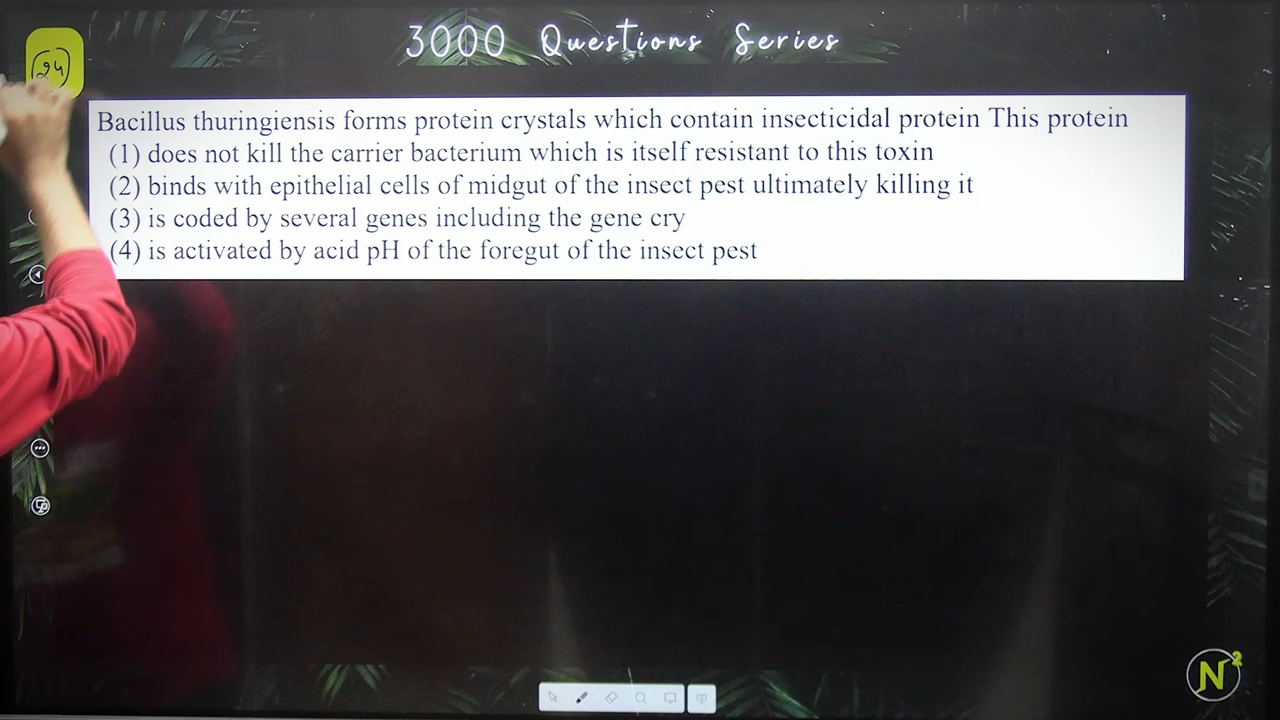 3000 Questions Series
24
Bacillus thuringiensis forms protein crystals which contain insecticidal protein This protein
(1) does not kill the carrier bacterium which is itself resistant to this toxin
(2) binds with epithelial cells of midgut of the insect pest ultimately killing it
(3) is coded by several genes including the gene cry
(4) is activated by acid pH of the foregut of the insect pest
N²